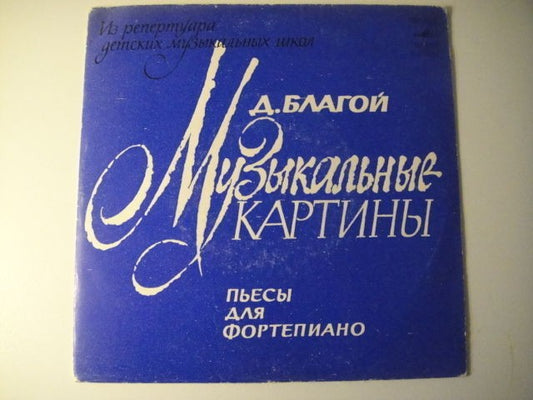 Из репертуара
детских музыкальных школ
Д.БЛАГОЙ
Музыкальные
КАРТИНЫ
ПЬЕСЫ
ДЛЯ
ФОРТЕПИАНО